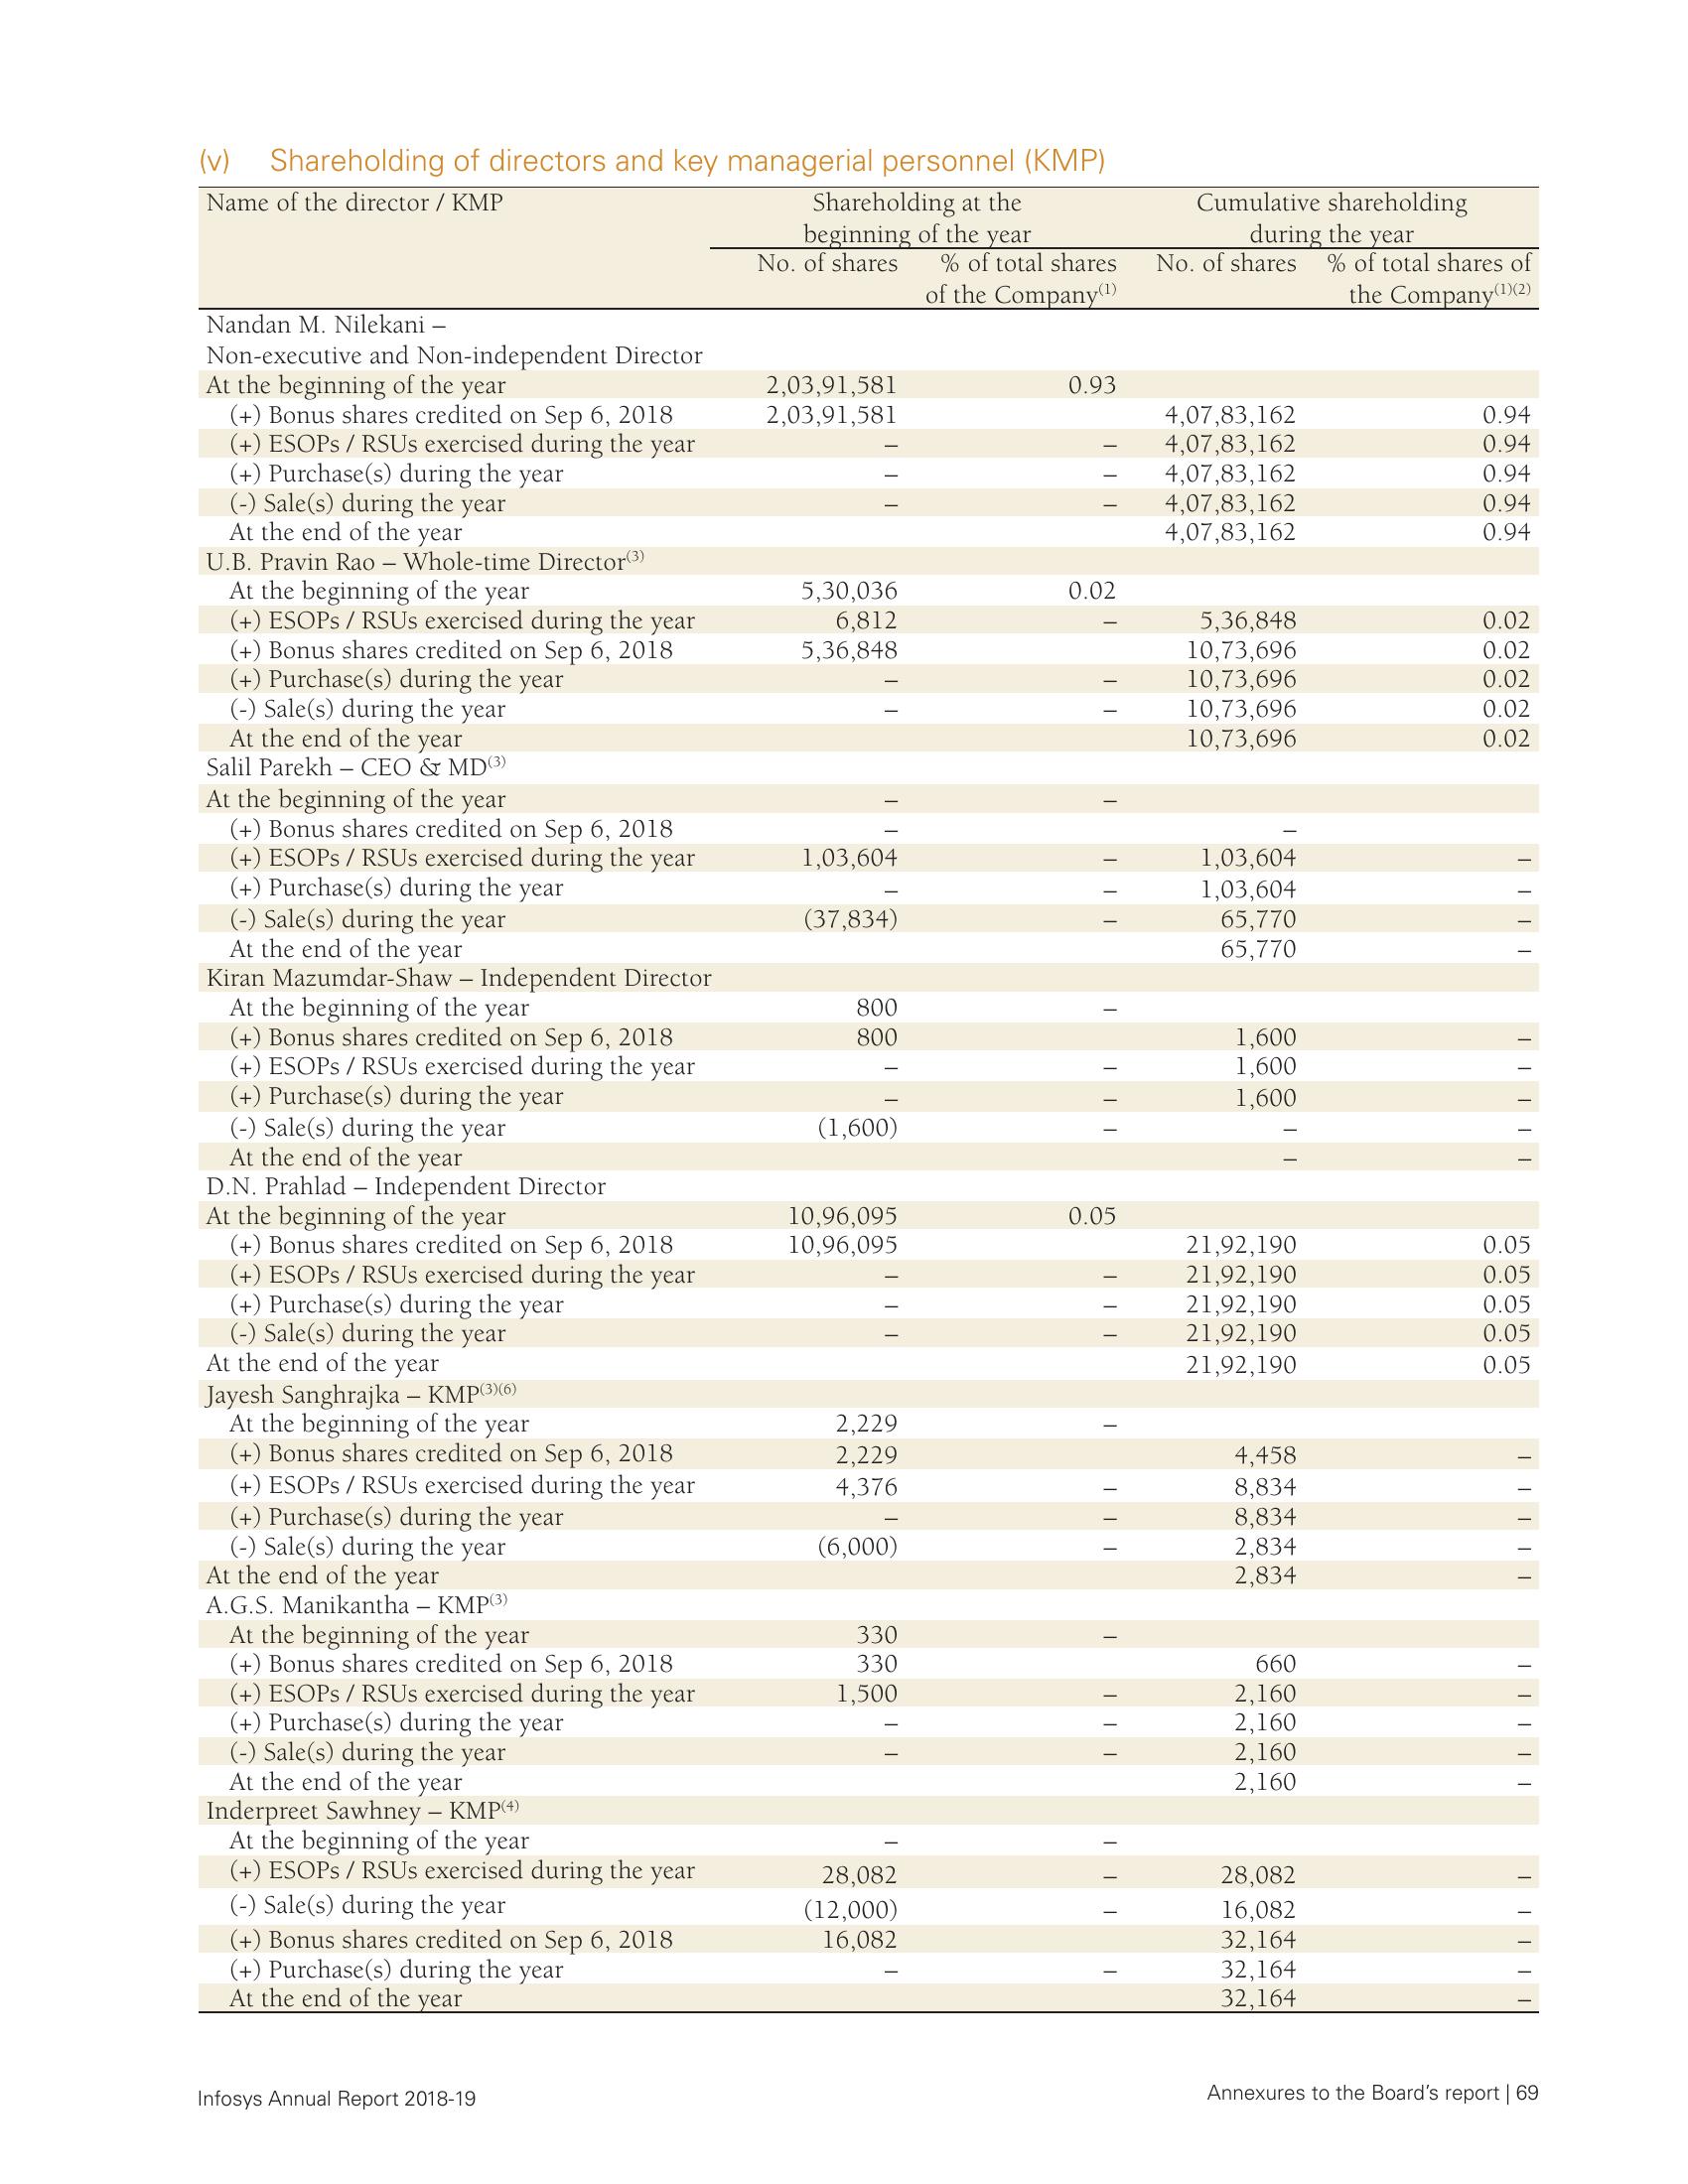 (v) Shareholding of directors and key managerial personnel (KMP)
Name of the director / KMP Shareholding at the beginning of the year Cumulative shareholding during the year
No. of shares % of total shares of the Company(1) No. of shares % of total shares of the Company(1)(2)
Nandan M. Nilekani –
Non-executive and Non-independent Director
At the beginning of the year 2,03,91,581 0.93
(+) Bonus shares credited on Sep 6, 2018 2,03,91,581 4,07,83,162 0.94
(+) ESOPs / RSUs exercised during the year – – 4,07,83,162 0.94
(+) Purchase(s) during the year – – 4,07,83,162 0.94
(-) Sale(s) during the year – – 4,07,83,162 0.94
At the end of the year 4,07,83,162 0.94
U.B. Pravin Rao – Whole-time Director(3)
At the beginning of the year 5,30,036 0.02
(+) ESOPs / RSUs exercised during the year 6,812 – 5,36,848 0.02
(+) Bonus shares credited on Sep 6, 2018 5,36,848 10,73,696 0.02
(+) Purchase(s) during the year – – 10,73,696 0.02
(-) Sale(s) during the year – – 10,73,696 0.02
At the end of the year 10,73,696 0.02
Salil Parekh – CEO & MD(3)
At the beginning of the year – –
(+) Bonus shares credited on Sep 6, 2018 – –
(+) ESOPs / RSUs exercised during the year 1,03,604 – 1,03,604 –
(+) Purchase(s) during the year – – 1,03,604 –
(-) Sale(s) during the year (37,834) – 65,770 –
At the end of the year 65,770 –
Kiran Mazumdar-Shaw – Independent Director
At the beginning of the year 800 –
(+) Bonus shares credited on Sep 6, 2018 800 1,600 –
(+) ESOPs / RSUs exercised during the year – – 1,600 –
(+) Purchase(s) during the year – – 1,600 –
(-) Sale(s) during the year (1,600) – – –
At the end of the year – –
D.N. Prahlad – Independent Director
At the beginning of the year 10,96,095 0.05
(+) Bonus shares credited on Sep 6, 2018 10,96,095 21,92,190 0.05
(+) ESOPs / RSUs exercised during the year – – 21,92,190 0.05
(+) Purchase(s) during the year – – 21,92,190 0.05
(-) Sale(s) during the year – – 21,92,190 0.05
At the end of the year 21,92,190 0.05
Jayesh Sanghrajka – KMP(3)(6)
At the beginning of the year 2,229 –
(+) Bonus shares credited on Sep 6, 2018 2,229 4,458 –
(+) ESOPs / RSUs exercised during the year 4,376 – 8,834 –
(+) Purchase(s) during the year – – 8,834 –
(-) Sale(s) during the year (6,000) – 2,834 –
At the end of the year 2,834 –
A.G.S. Manikantha – KMP(3)
At the beginning of the year 330 –
(+) Bonus shares credited on Sep 6, 2018 330 660 –
(+) ESOPs / RSUs exercised during the year 1,500 – 2,160 –
(+) Purchase(s) during the year – – 2,160 –
(-) Sale(s) during the year – – 2,160 –
At the end of the year 2,160 –
Inderpreet Sawhney – KMP(4)
At the beginning of the year – –
(+) ESOPs / RSUs exercised during the year 28,082 – 28,082 –
(-) Sale(s) during the year (12,000) – 16,082 –
(+) Bonus shares credited on Sep 6, 2018 16,082 32,164 –
(+) Purchase(s) during the year – – 32,164 –
At the end of the year 32,164 –
Infosys Annual Report 2018-19 Annexures to the Board’s report | 69